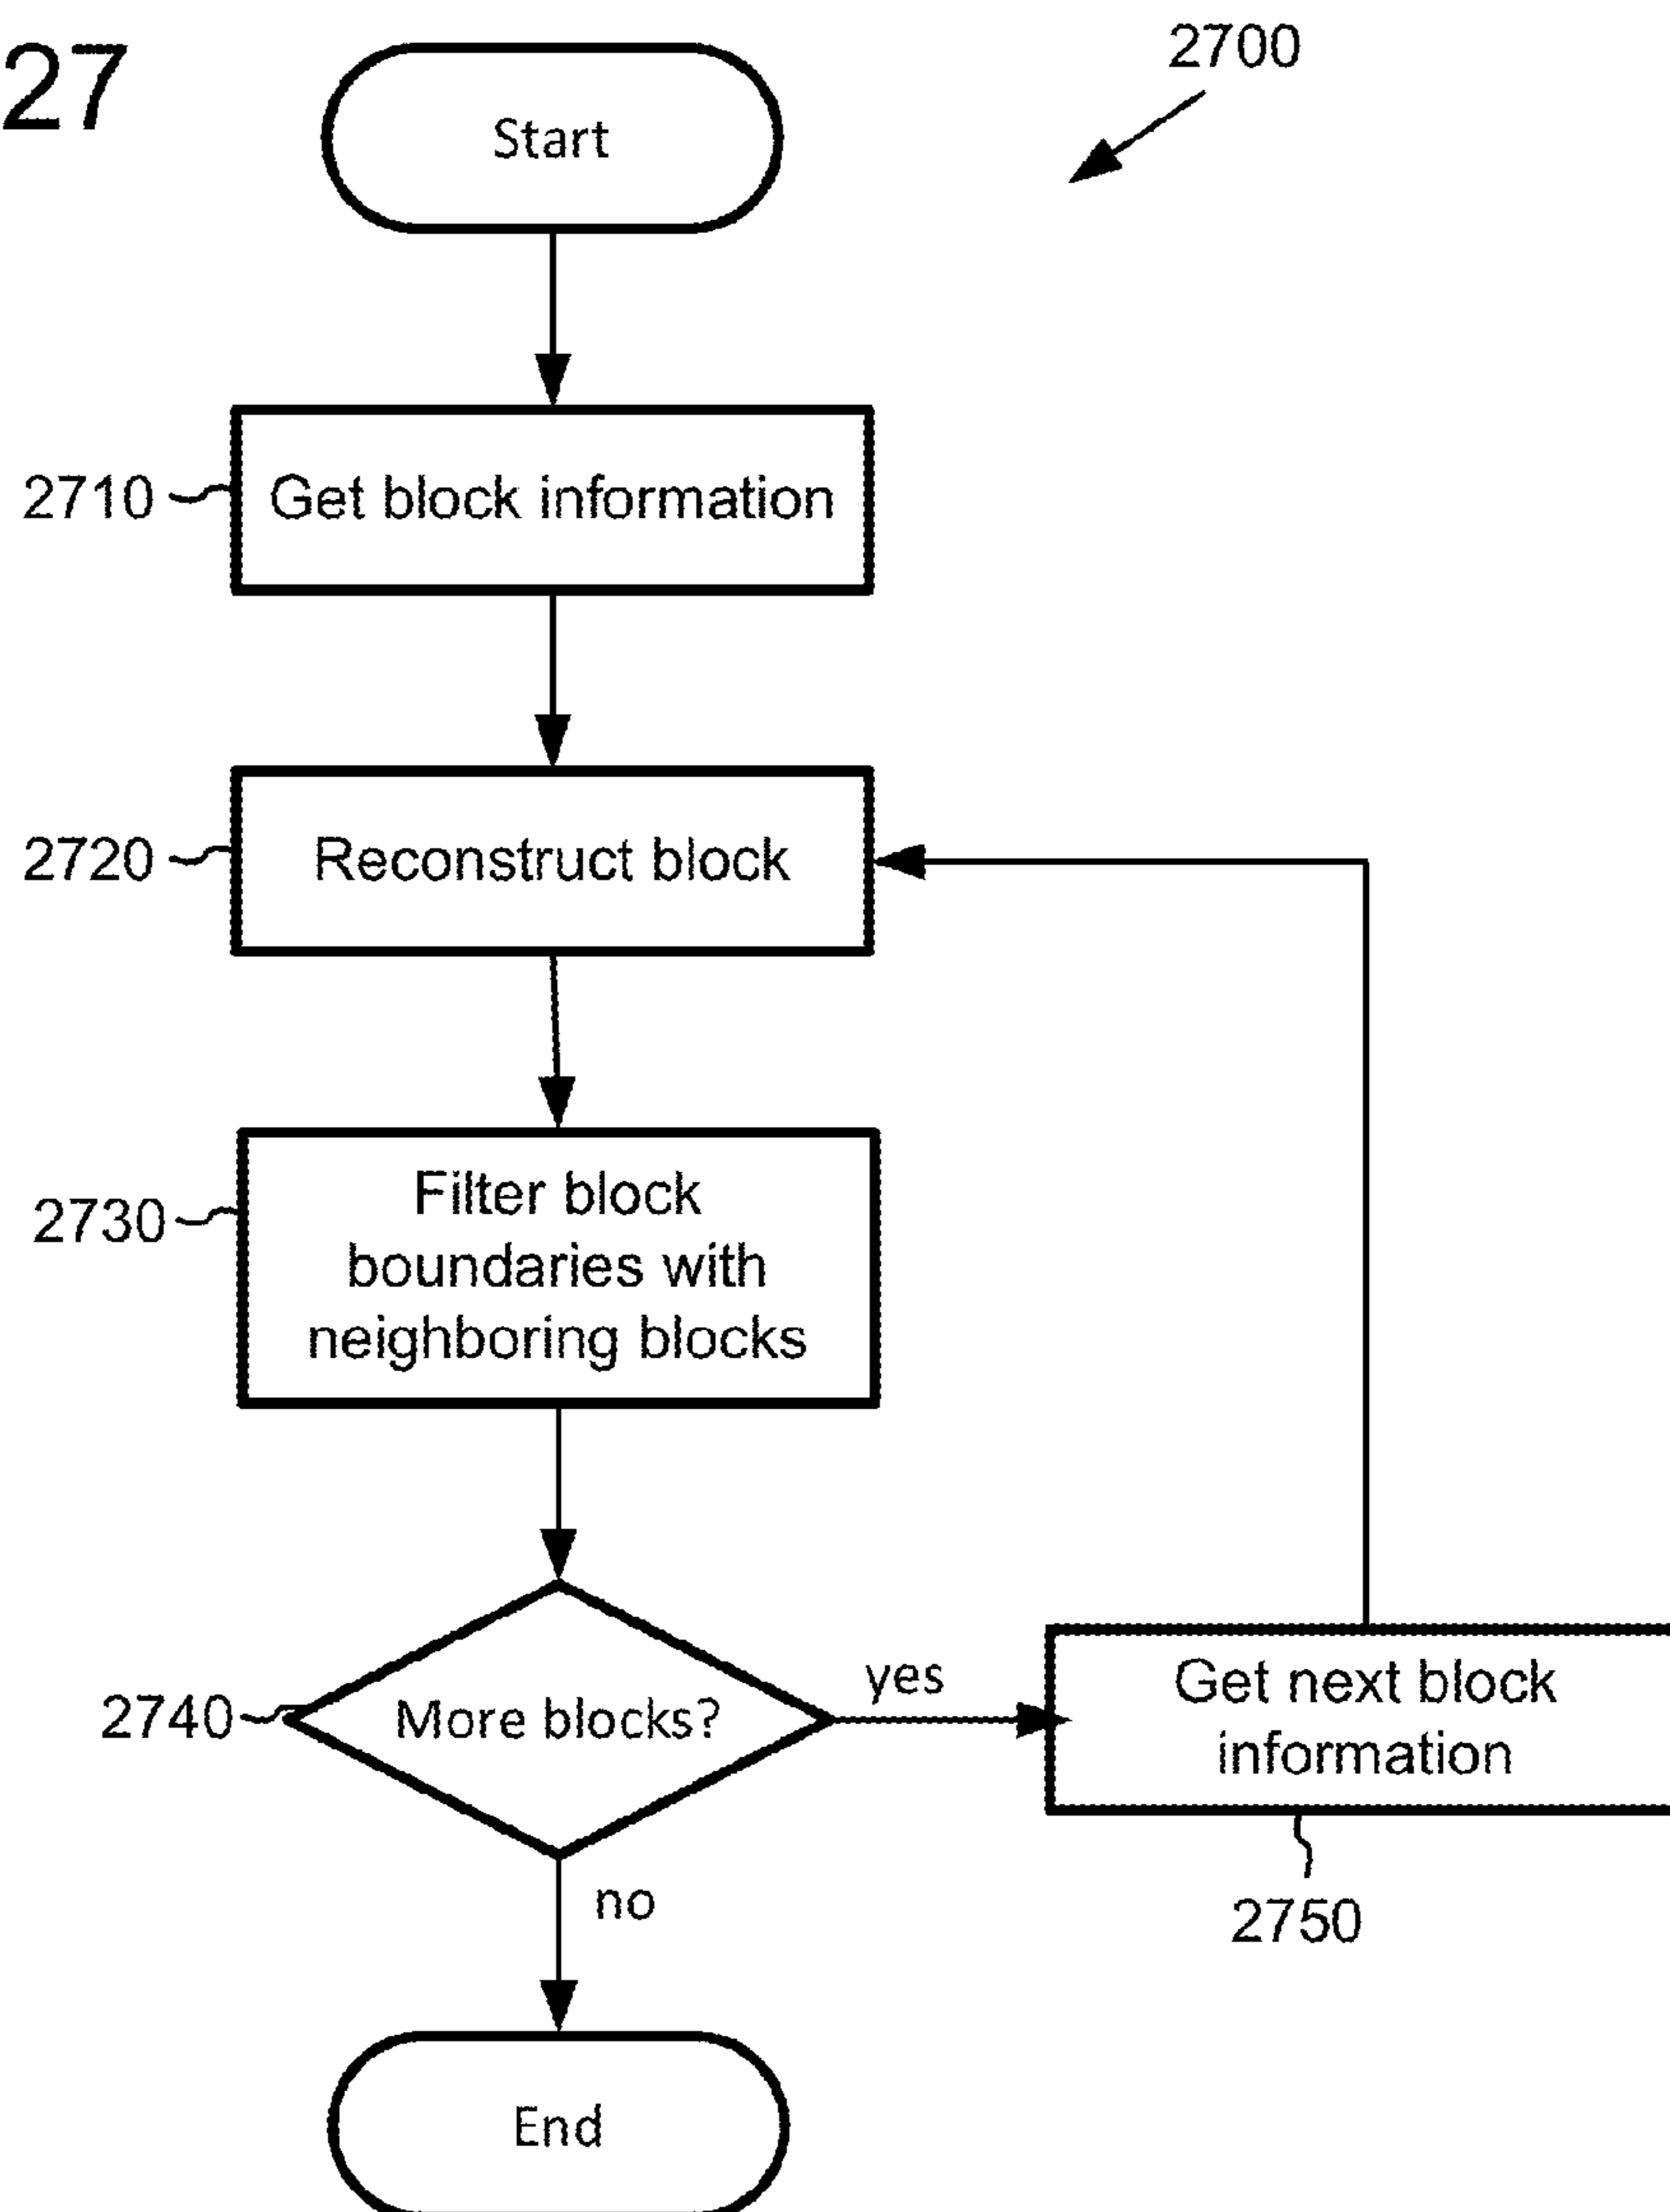 27
2700
Start
2710
Get block information
2720
Reconstruct block
2730
Filter block
boundaries with
neighboring blocks
2740
More blocks?
yes
Get next block
information
2750
no
End